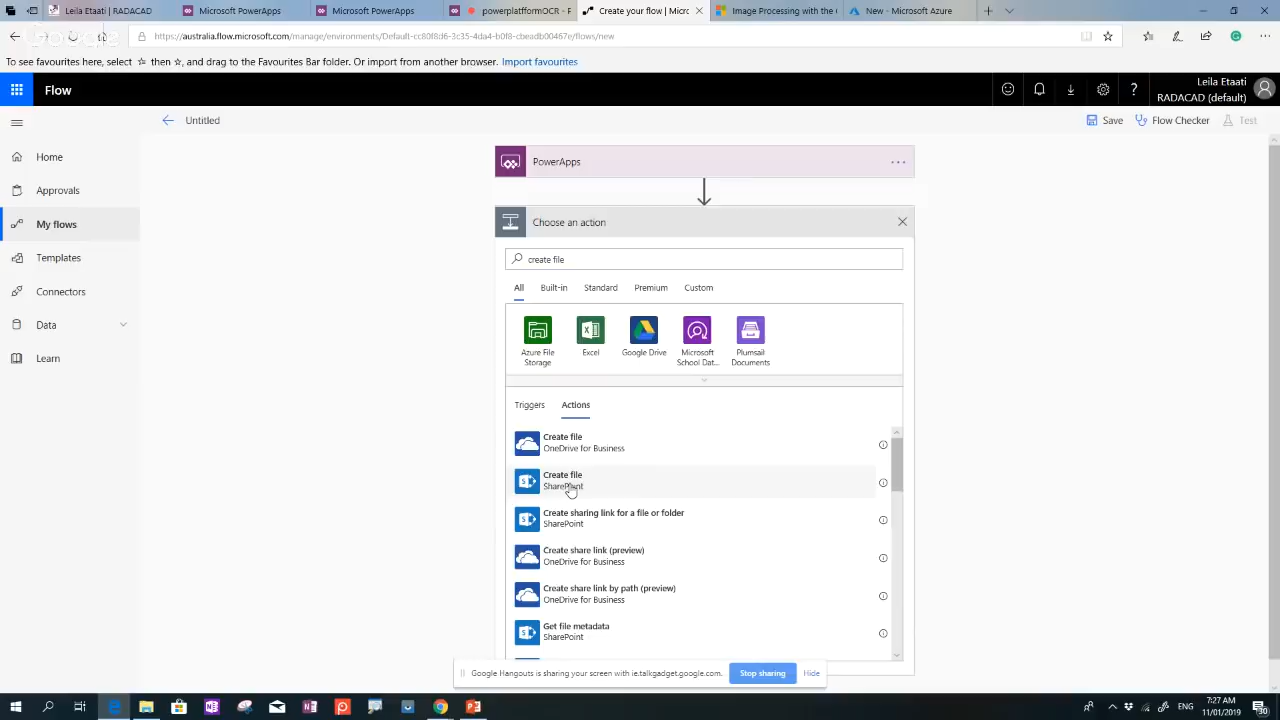 Leila Etaati | RADACAD
Microsoft PowerApps
Microsoft PowerApps
powerplatformOCR - F
Create your flow | Micro
Image Processing with the C
New - Microsoft Azure
https://australia.flow.microsoft.com/manage/environments/Default-cc80f8d6-3c35-4da4-b0f8-cbeadb00467e/flows/new
To see favourites here, select ☆ then ☆, and drag to the Favourites Bar folder. Or import from another browser. Import favourites
Flow
Leila Etaati
RADACAD (default)
Untitled
Save
Flow Checker
Test
Home
Approvals
My flows
Templates
Connectors
Data
Learn
PowerApps
Choose an action
create file
All
Built-in
Standard
Premium
Custom
Azure File
Storage
Excel
Google Drive
Microsoft
School Dat...
Plumsail
Documents
Triggers
Actions
Create file
OneDrive for Business
Create file
SharePoint
Create sharing link for a file or folder
SharePoint
Create share link (preview)
OneDrive for Business
Create share link by path (preview)
OneDrive for Business
Get file metadata
SharePoint
Google Hangouts is sharing your screen with ie.talkgadget.google.com.
Stop sharing
Hide
ENG
7:27 AM
11/01/2019
30